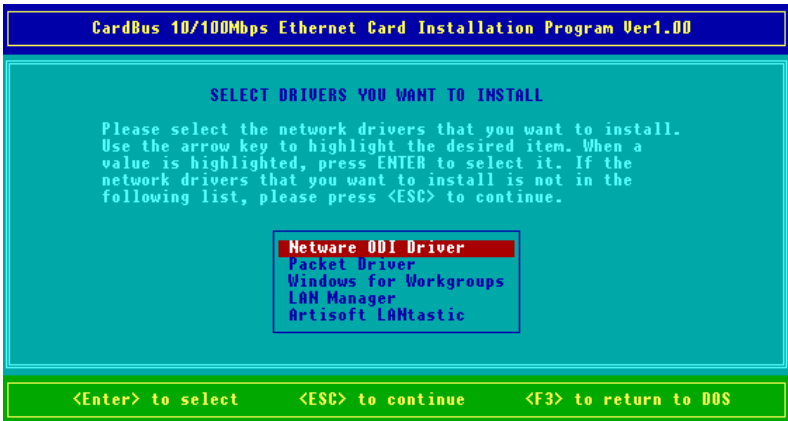 CardBus 10/100Mbps Ethernet Card Installation Program Ver1.00
SELECT DRIVERS YOU WANT TO INSTALL
Please select the network drivers that you want to install.
Use the arrow key to highlight the desired item. When a
value is highlighted, press ENTER to select it. If the
network drivers that you want to install is not in the
following list, please press <ESC> to continue.
Netware ODI Driver
Packet Driver
Windows for Workgroups
LAN Manager
Artisoft LANtastic
<Enter> to select <ESC> to continue <F3> to return to DOS